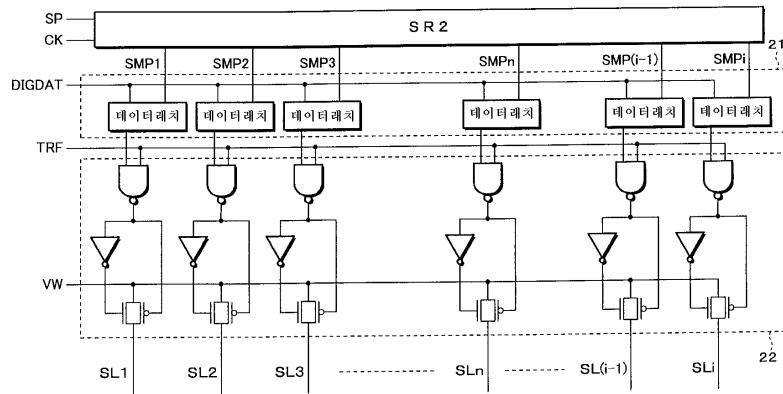 SP
CK
SR2
SMP1 SMP2 SMP3 SMPn SMP(i-1) SMPi
21
DIGDAT
데이터래치 데이터래치 데이터래치 데이터래치 데이터래치 데이터래치
TRF
VW
22
SL1 SL2 SL3 SLn SL(i-1) SLi